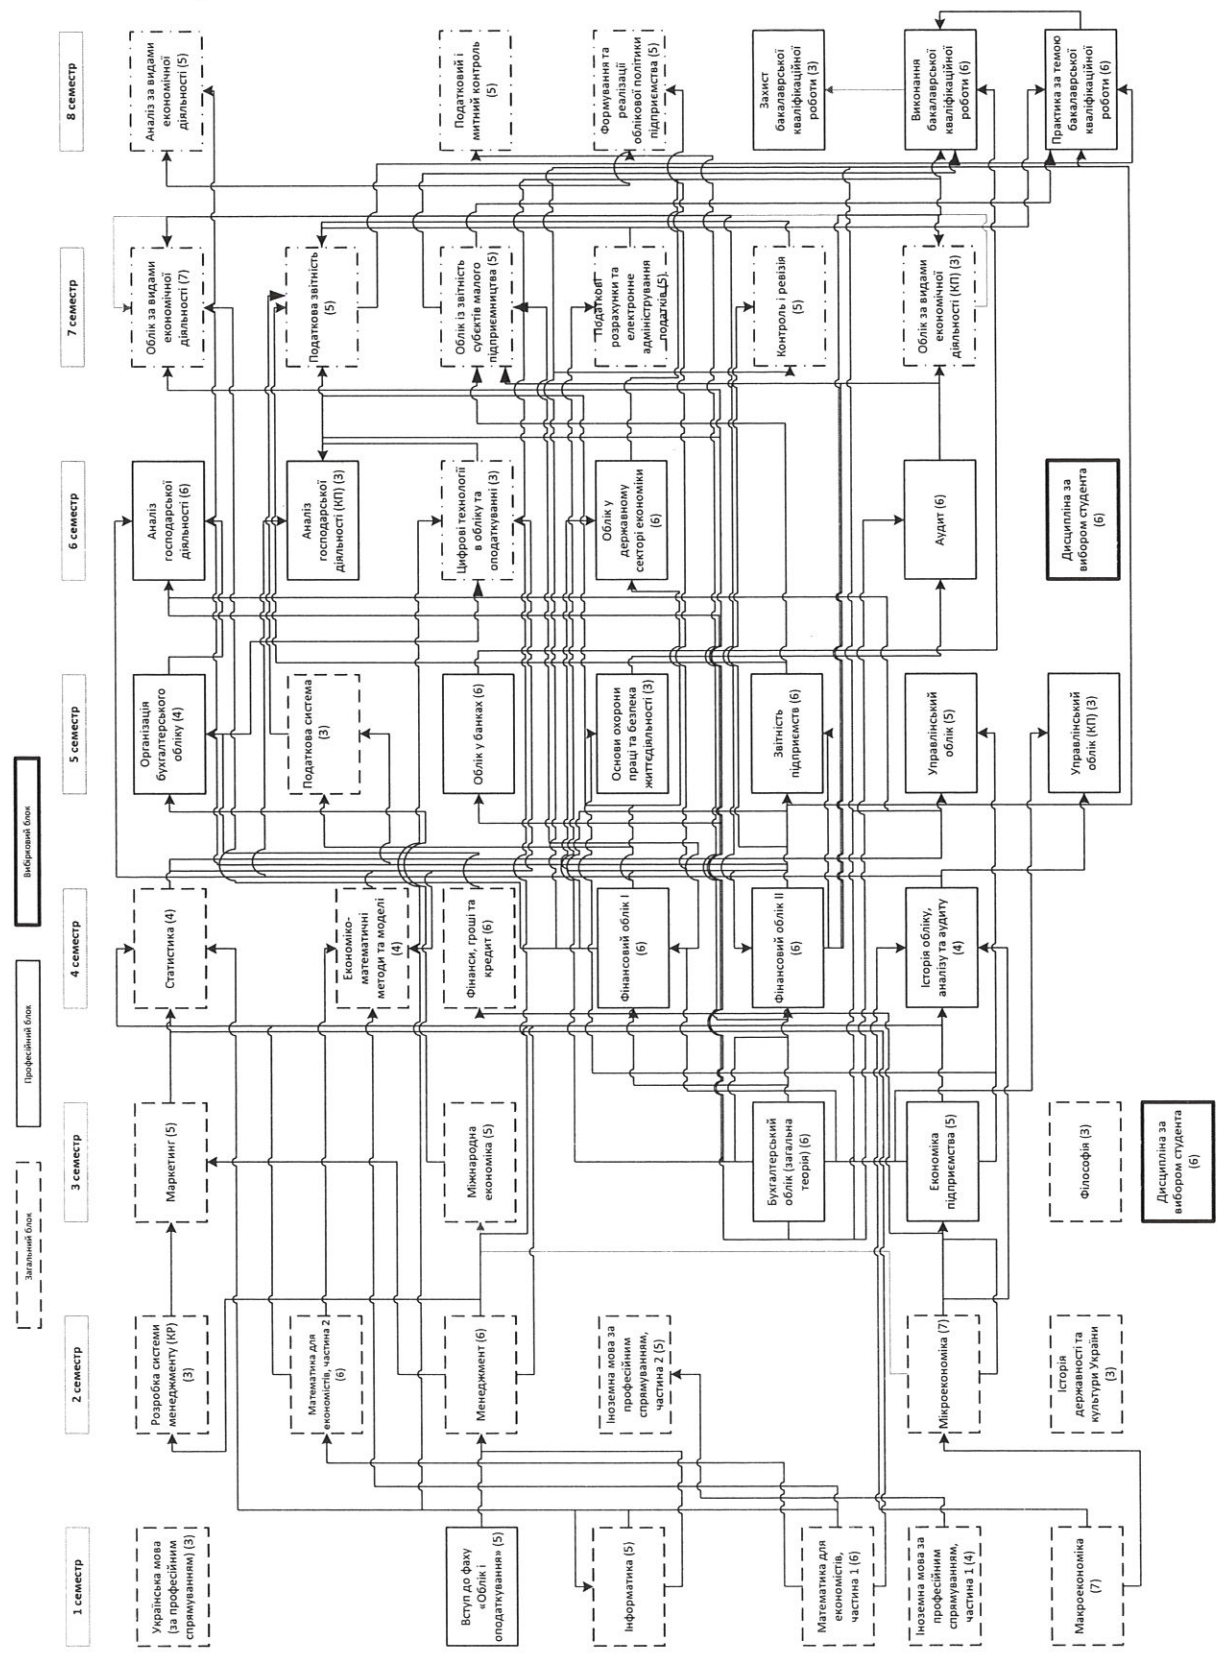 Загальний блок
Професійний блок
Вибірковий блок
1 семестр
2 семестр
3 семестр
4 семестр
5 семестр
6 семестр
7 семестр
8 семестр
Українська мова
(за професійним
спрямуванням) (3)
Вступ до фаху
«Облік і
оподаткування» (5)
Інформатика (5)
Математика для
економістів,
частина 1 (6)
Іноземна мова за
професійним
спрямуванням,
частина 1 (4)
Макроекономіка
(7)
Розробка системи
менеджменту (КР)
(3)
Математика для
економістів, частина 2
(6)
Менеджмент (6)
Іноземна мова за
професійним
спрямуванням,
частина 2 (5)
Мікроекономіка (7)
Історія
державності та
культури України
(3)
Маркетинг (5)
Міжнародна
економіка (5)
Бухгалтерський
облік (загальна
теорія) (6)
Економіка
підприємства (5)
Філософія (3)
Дисципліна за
вибором студента
(6)
Статистика (4)
Економіко-
математичні
методи та моделі
(4)
Фінанси, гроші та
кредит (6)
Фінансовий облік I
(6)
Фінансовий облік II
(6)
Історія обліку,
аналізу та аудиту
(4)
Організація
бухгалтерського
обліку (4)
Податкова система
(3)
Облік у банках (6)
Основи охорони
праці та безпека
життєдіяльності (3)
Звітність
підприємств (6)
Управлінський
облік (5)
Управлінський
облік (КП) (3)
Аналіз
господарської
діяльності (6)
Аналіз
господарської
діяльності (КП) (3)
Цифрові технології
в обліку та
оподаткуванні (3)
Облік у
державному
секторі економіки
(6)
Аудит (6)
Дисципліна за
вибором студента
(6)
Облік за видами
економічної
діяльності (7)
Податкова звітність
(5)
Облік із звітність
субєктів малого
підприємництва (5)
Податкові
розрахунки та
електронне
адміністрування
податків (5)
Контроль і ревізія
(5)
Облік за видами
економічної
діяльності (КП) (3)
Аналіз за видами
економічної
діяльності (5)
Податковий і
митний контроль
(5)
Формування та
реалізації
облікової політики
підприємства (5)
Захист
бакалаврської
кваліфікаційної
роботи (3)
Виконання
бакалаврської
кваліфікаційної
роботи (6)
Практика за темою
бакалаврської
кваліфікаційної
роботи (6)